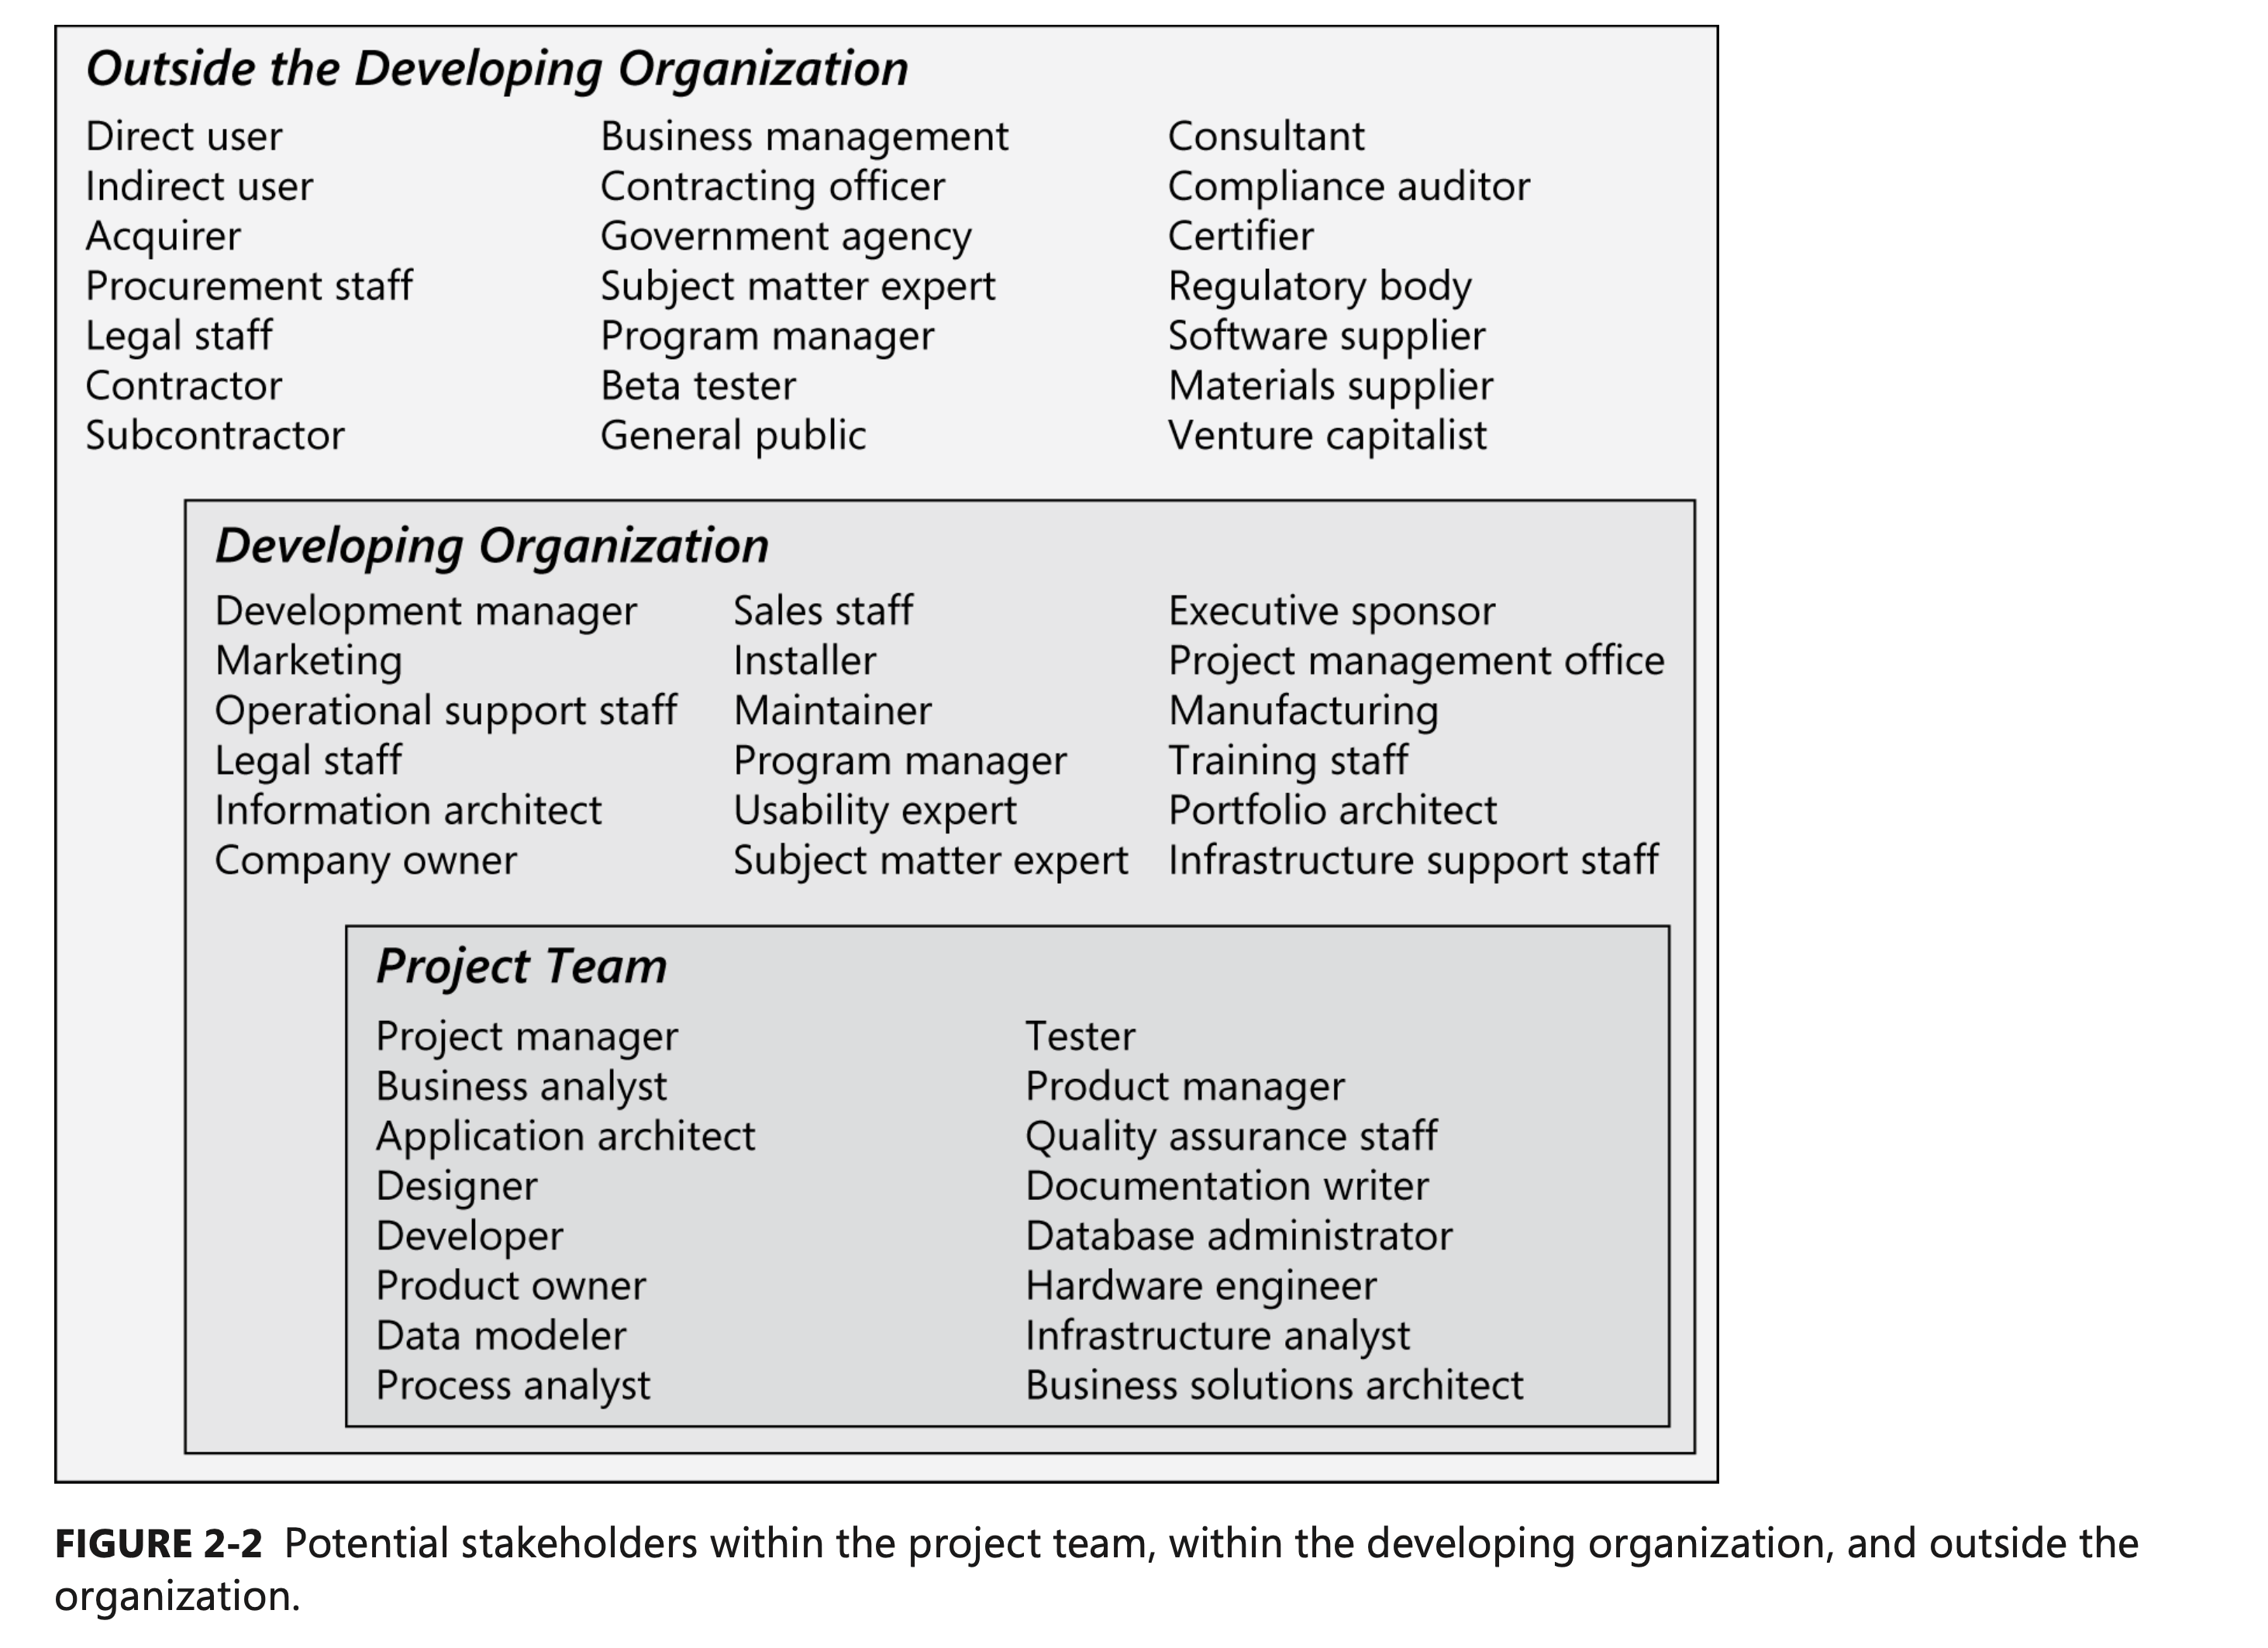 Outside the Developing Organization
Direct user
Indirect user
Acquirer
Procurement staff
Legal staff
Contractor
Subcontractor
Business management
Contracting officer
Government agency
Subject matter expert
Program manager
Beta tester
General public
Consultant
Compliance auditor
Certifier
Regulatory body
Software supplier
Materials supplier
Venture capitalist
Developing Organization
Development manager
Marketing
Operational support staff
Legal staff
Information architect
Company owner
Sales staff
Installer
Maintainer
Program manager
Usability expert
Subject matter expert
Executive sponsor
Project management office
Manufacturing
Training staff
Portfolio architect
Infrastructure support staff
Project Team
Project manager
Business analyst
Application architect
Designer
Developer
Product owner
Data modeler
Process analyst
Tester
Product manager
Quality assurance staff
Documentation writer
Database administrator
Hardware engineer
Infrastructure analyst
Business solutions architect
FIGURE 2-2 Potential stakeholders within the project team, within the developing organization, and outside the
organization.